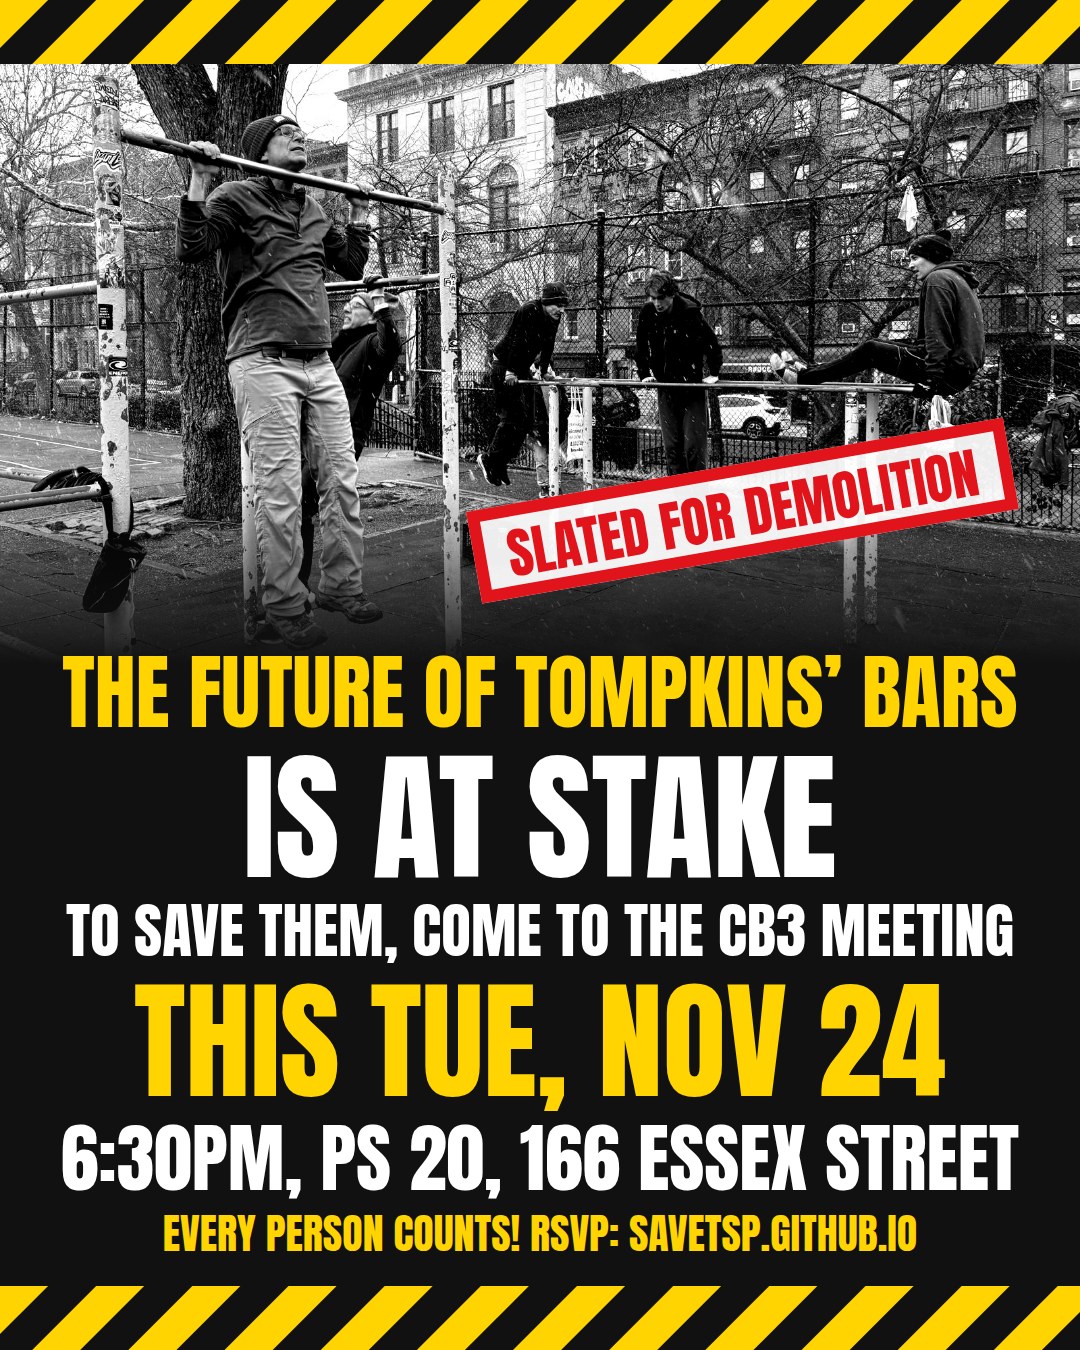 SLATED FOR DEMOLITION
THE FUTURE OF TOMPKINS’ BARS
IS AT STAKE
TO SAVE THEM, COME TO THE CB3 MEETING
THIS TUE, NOV 24
6:30PM, PS 20, 166 ESSEX STREET
EVERY PERSON COUNTS! RSVP: SAVETSP.GITHUB.IO